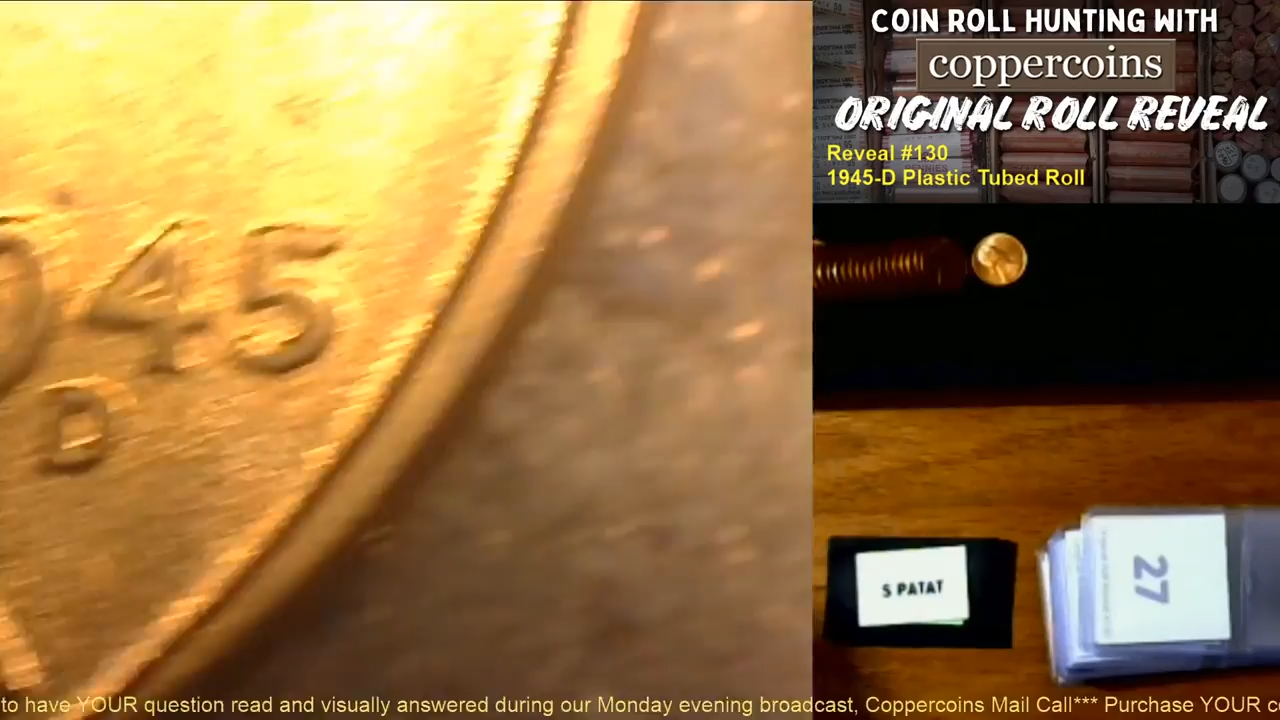 COIN ROLL HUNTING WITH
coppercoins
ORIGINAL ROLL REVEAL
Reveal #130
1945-D Plastic Tubed Roll
45
D
S PATAT
27
to have YOUR question read and visually answered during our Monday evening broadcast, Coppercoins Mail Call*** Purchase YOUR c